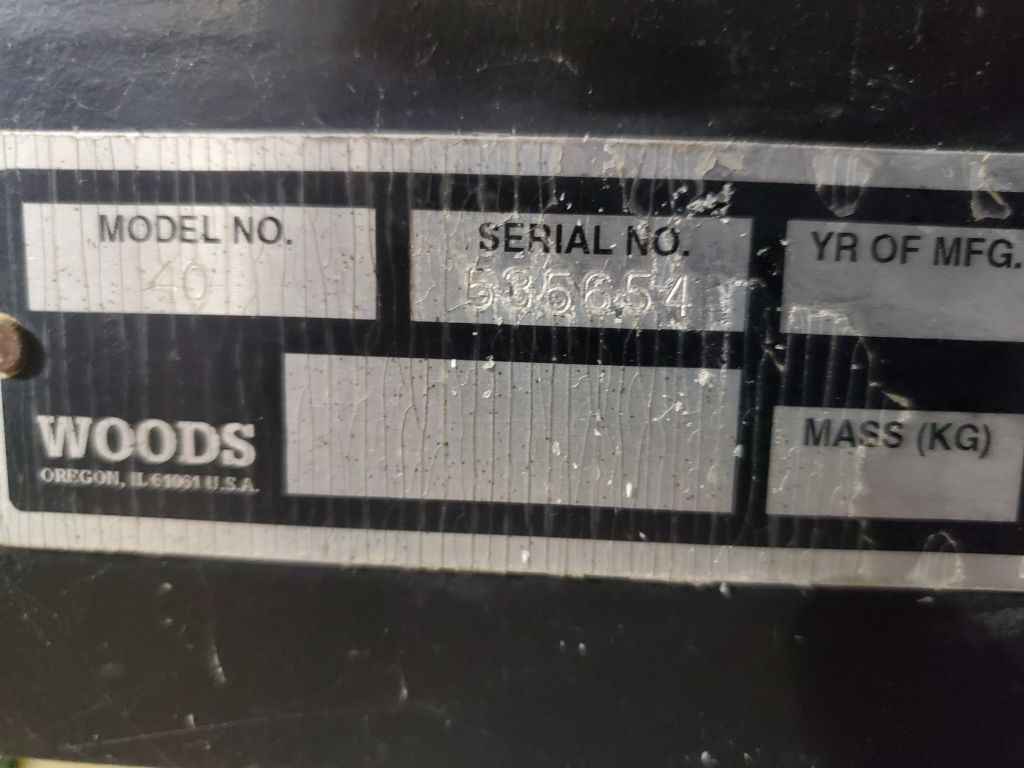 MODEL NO.
40
SERIAL NO.
535654
YR OF MFG.
WOODS
OREGON, IL 61061 U.S.A.
MASS (KG)